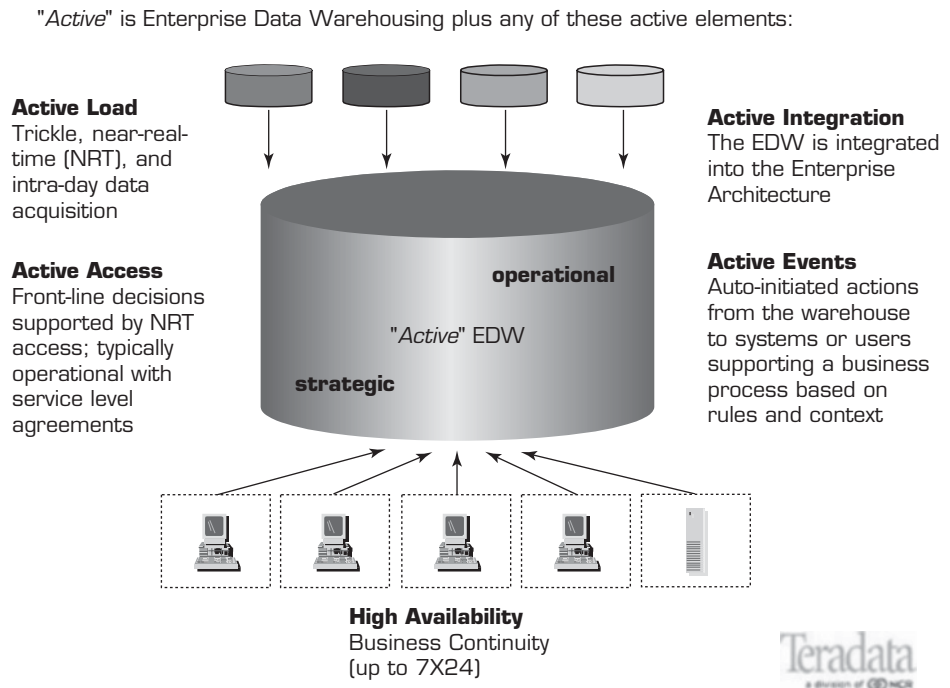 "Active" is Enterprise Data Warehousing plus any of these active elements:
Active Load
Trickle, near-real-
time (NRT), and
intra-day data
acquisition
Active Access
Front-line decisions
supported by NRT
access; typically
operational with
service level
agreements
operational
"Active" EDW
strategic
Active Integration
The EDW is integrated
into the Enterprise
Architecture
Active Events
Auto-initiated actions
from the warehouse
to systems or users
supporting a business
process based on
rules and context
High Availability
Business Continuity
(up to 7X24)
Teradata
a division of NCR